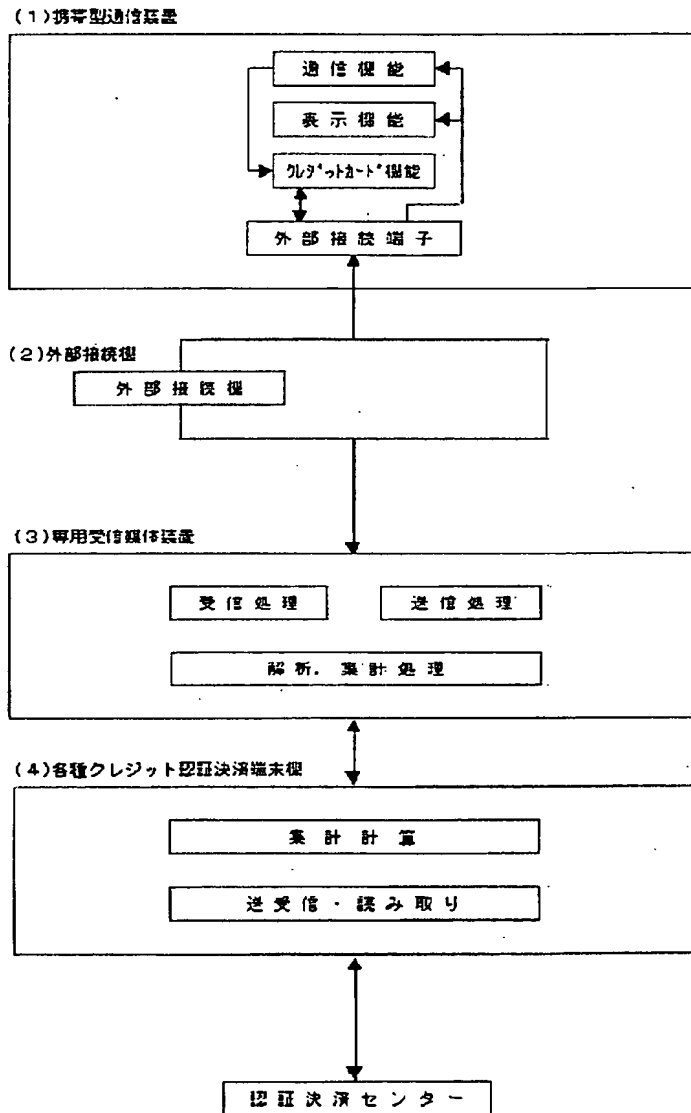 (1)携帯型通信装置
通信機能
表示機能
クレジットカード機能
外部接続端子
(2)外部接続機
外部接続機
(3)専用受信媒体装置
受信処理
送信処理
解析．集計処理
(4)各種クレジット認証決済端末機
集計計算
送受信・読み取り
認証決済センター